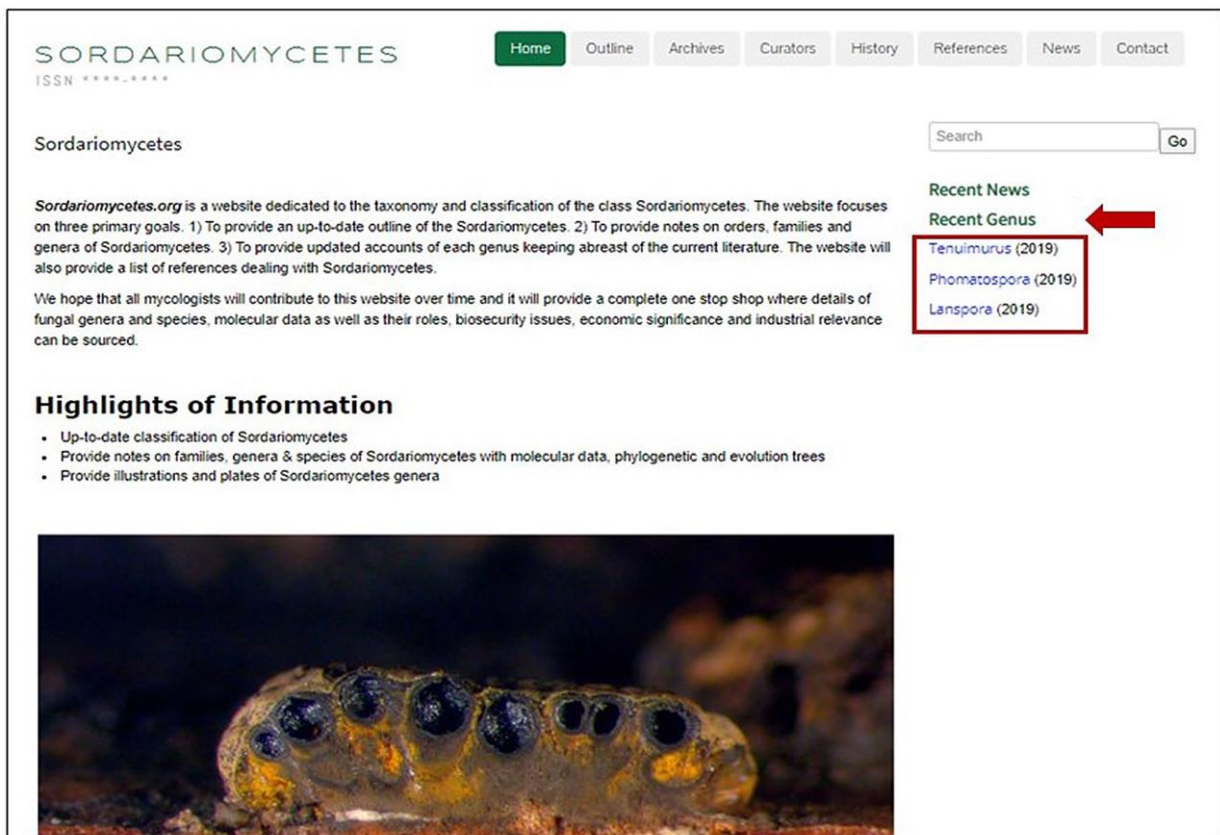 SORDARIOMYCETES
ISSN ****-****
Home Outline Archives Curators History References News Contact
Search Go
Sordariomycetes
Sordariomycetes.org is a website dedicated to the taxonomy and classification of the class Sordariomycetes. The website focuses
on three primary goals. 1) To provide an up-to-date outline of the Sordariomycetes. 2) To provide notes on orders, families and
genera of Sordariomycetes. 3) To provide updated accounts of each genus keeping abreast of the current literature. The website will
also provide a list of references dealing with Sordariomycetes.
We hope that all mycologists will contribute to this website over time and it will provide a complete one stop shop where details of
fungal genera and species, molecular data as well as their roles, biosecurity issues, economic significance and industrial relevance
can be sourced.
Highlights of Information
• Up-to-date classification of Sordariomycetes
• Provide notes on families, genera & species of Sordariomycetes with molecular data, phylogenetic and evolution trees
• Provide illustrations and plates of Sordariomycetes genera
Recent News
Recent Genus
Tenuimurus (2019)
Phomatospora (2019)
Lanspora (2019)